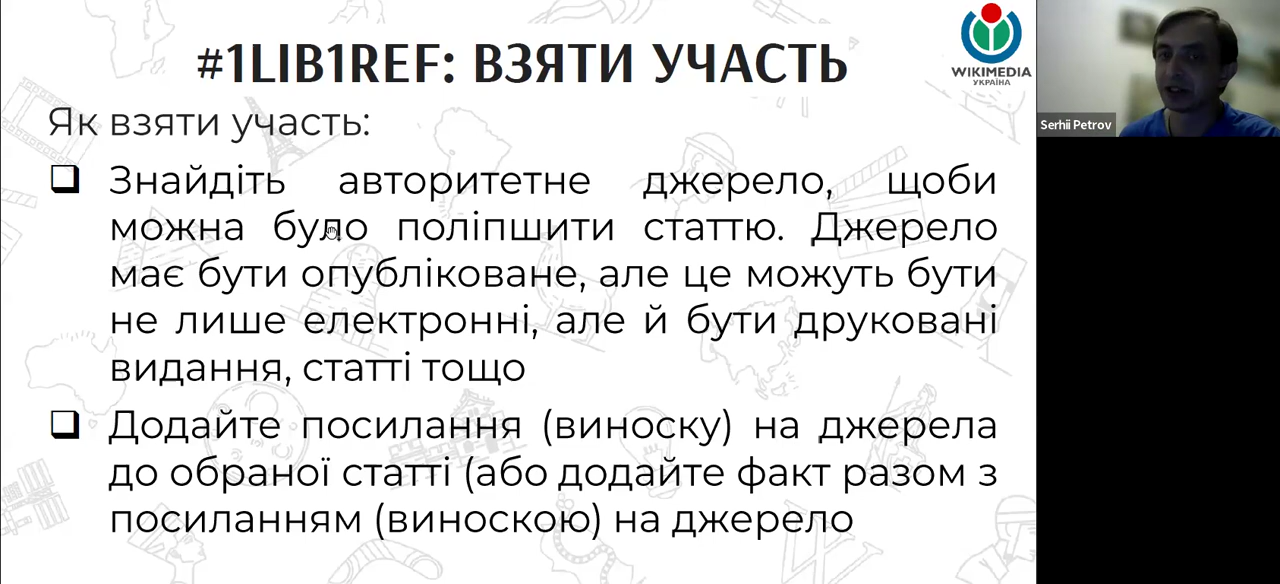 #1LIB1REF: ВЗЯТИ УЧАСТЬ
WIKIMEDIA
УКРАЇНА
Serhii Petrov
Як взяти участь:
Знайдіть авторитетне джерело, щоби
можна було поліпшити статтю. Джерело
має бути опубліковане, але це можуть бути
не лише електронні, але й бути друковані
видання, статті тощо
Додайте посилання (виноску) на джерела
до обраної статті (або додайте факт разом з
посиланням (виноскою) на джерело